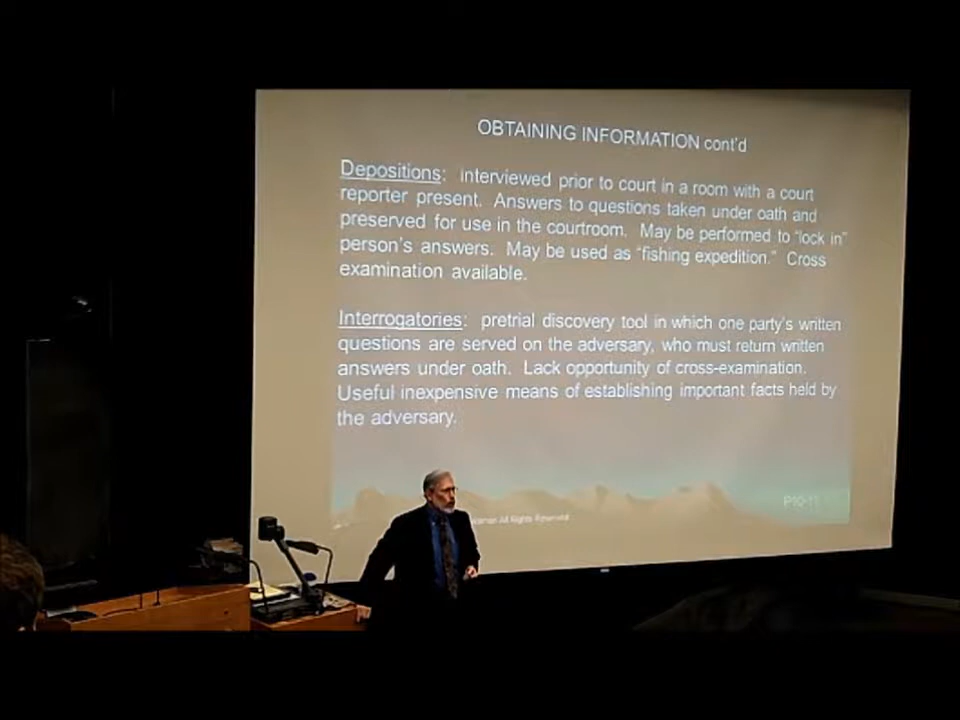 OBTAINING INFORMATION cont'd
Depositions: interviewed prior to court in a room with a court
reporter present. Answers to questions taken under oath and
preserved for use in the courtroom. May be performed to "lock in"
person's answers. May be used as "fishing expedition." Cross
examination available.
Interrogatories: pretrial discovery tool in which one party's written
questions are served on the adversary, who must return written
answers under oath. Lack opportunity of cross-examination.
Useful inexpensive means of establishing important facts held by
the adversary.
All Rights Reserved